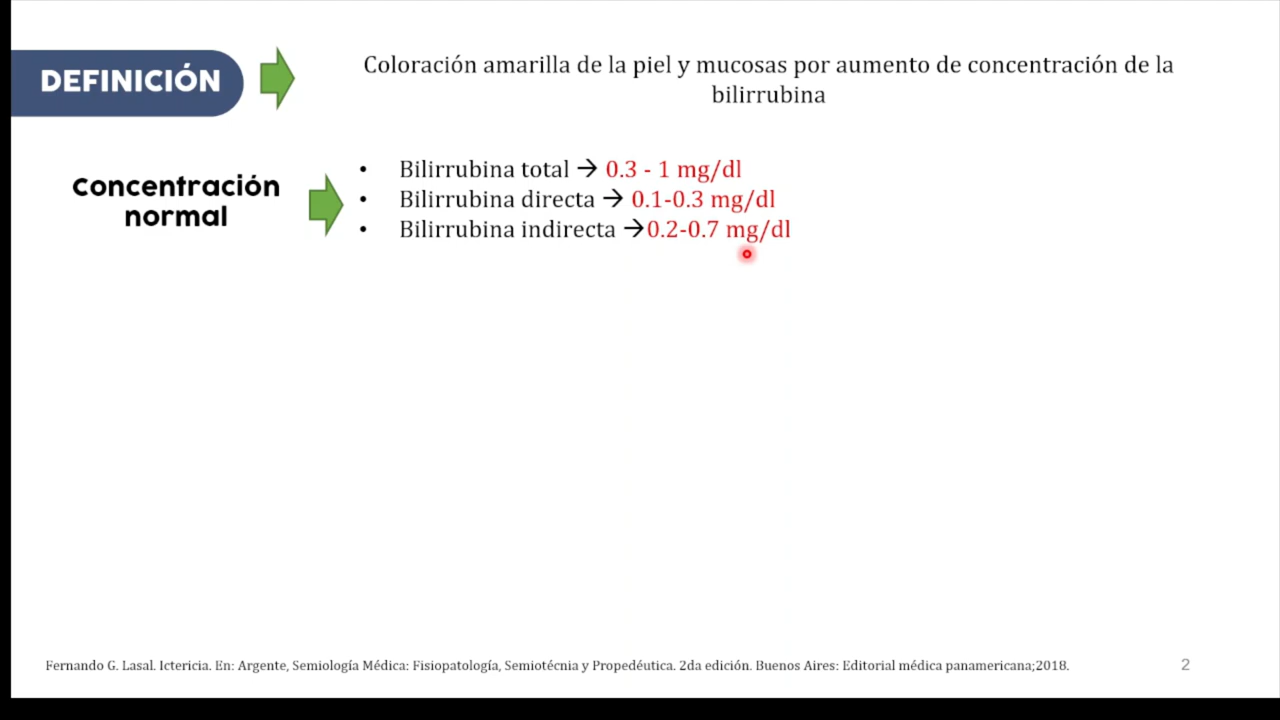 DEFINICIÓN
Coloración amarilla de la piel y mucosas por aumento de concentración de la
bilirrubina
Concentración
normal
• Bilirrubina total → 0.3 - 1 mg/dl
• Bilirrubina directa → 0.1-0.3 mg/dl
• Bilirrubina indirecta →0.2-0.7 mg/dl
Fernando G. Lasal. Ictericia. En: Argente, Semiología Médica: Fisiopatología, Semiotécnia y Propedéutica. 2da edición. Buenos Aires: Editorial médica panamericana;2018.
2